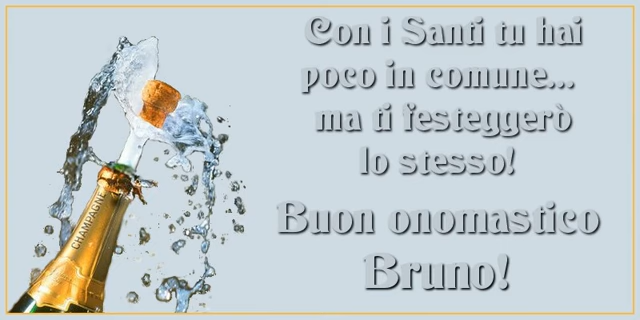 Con i Santi tu hai
poco in comune...
ma ti festeggerò
lo stesso!
Buon onomastico
Bruno!
CHAMPAGNE